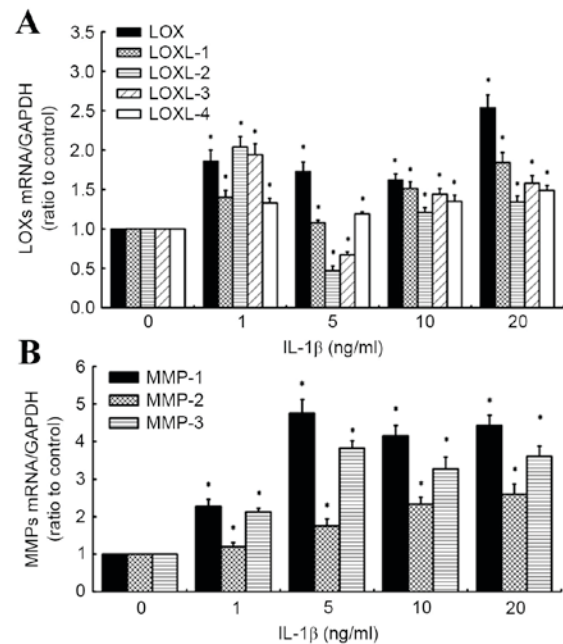 A
LOXs mRNA/GAPDH
(ratio to control)
3.5
3.0
2.5
2.0
1.5
1.0
0.5
0.0
LOX
LOXL-1
LOXL-2
LOXL-3
LOXL-4
* * * * *
* * * * *
* * * * *
* * * * *
0 1 5 10 20
IL-1β (ng/ml)
B
MMPs mRNA/GAPDH
(ratio to control)
6
5
4
3
2
1
0
MMP-1
MMP-2
MMP-3
* * *
* * *
* * *
* * *
0 1 5 10 20
IL-1β (ng/ml)